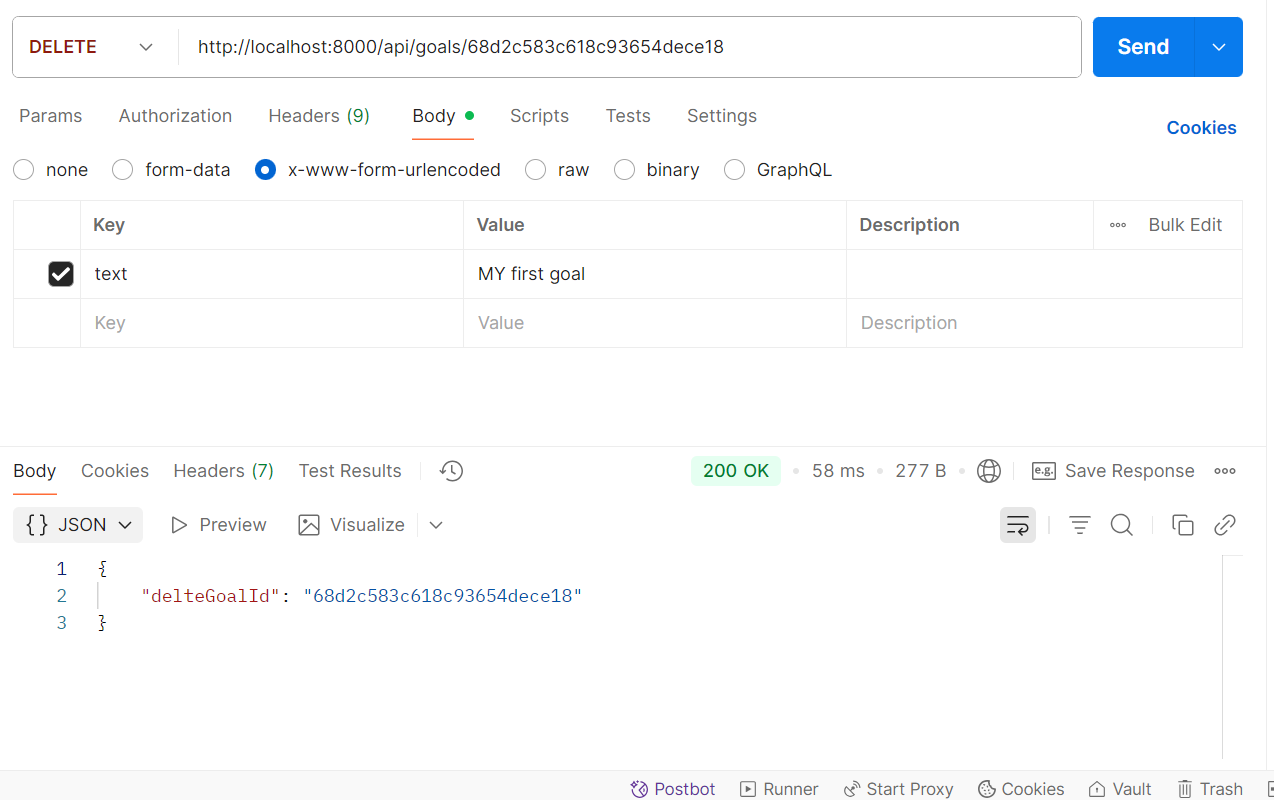 DELETE http://localhost:8000/api/goals/68d2c583c618c93654dece18 Send
Params Authorization Headers (9) Body Scripts Tests Settings Cookies
none form-data x-www-form-urlencoded raw binary GraphQL
Key Value Description Bulk Edit
text MY first goal
Key Value Description
Body Cookies Headers (7) Test Results 200 OK 58 ms 277 B e.g. Save Response
{} JSON Preview Visualize
1 {
2 "delteGoalId": "68d2c583c618c93654dece18"
3 }
Postbot Runner Start Proxy Cookies Vault Trash